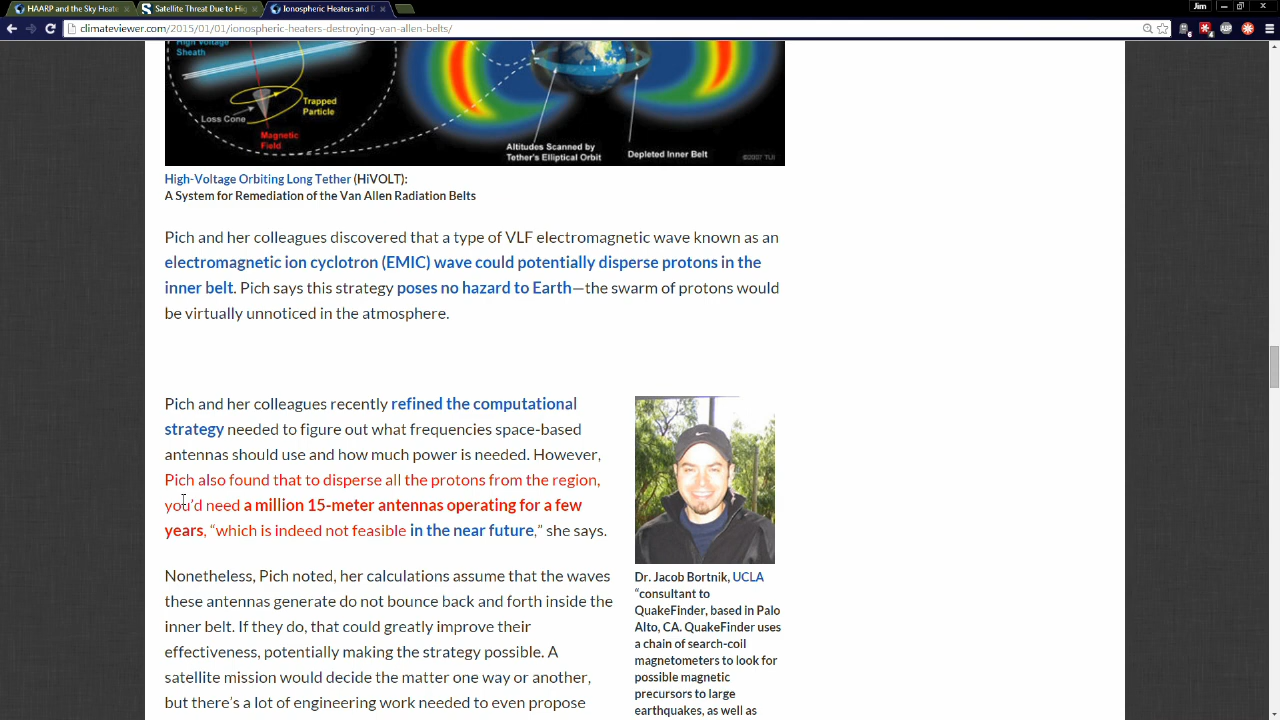 HAARP and the Sky Heate
Satellite Threat Due to Hig
Ionospheric Heaters and D
Jim
climateviewer.com/2015/01/01/ionospheric-heaters-destroying-van-allen-belts/
High Voltage
Sheath
Trapped
Particle
Loss Cone
Magnetic
Field
Altitudes Scanned by
Tether's Elliptical Orbit
Depleted Inner Belt
©2007 TUI
High-Voltage Orbiting Long Tether (HiVOLT):
A System for Remediation of the Van Allen Radiation Belts
Pich and her colleagues discovered that a type of VLF electromagnetic wave known as an
electromagnetic ion cyclotron (EMIC) wave could potentially disperse protons in the
inner belt. Pich says this strategy poses no hazard to Earth—the swarm of protons would
be virtually unnoticed in the atmosphere.
Pich and her colleagues recently refined the computational
strategy needed to figure out what frequencies space-based
antennas should use and how much power is needed. However,
Pich also found that to disperse all the protons from the region,
you'd need a million 15-meter antennas operating for a few
years, “which is indeed not feasible in the near future,” she says.
Nonetheless, Pich noted, her calculations assume that the waves
these antennas generate do not bounce back and forth inside the
inner belt. If they do, that could greatly improve their
effectiveness, potentially making the strategy possible. A
satellite mission would decide the matter one way or another,
but there's a lot of engineering work needed to even propose
Dr. Jacob Bortnik, UCLA
“consultant to
QuakeFinder, based in Palo
Alto, CA. QuakeFinder uses
a chain of search-coil
magnetometers to look for
possible magnetic
precursors to large
earthquakes, as well as